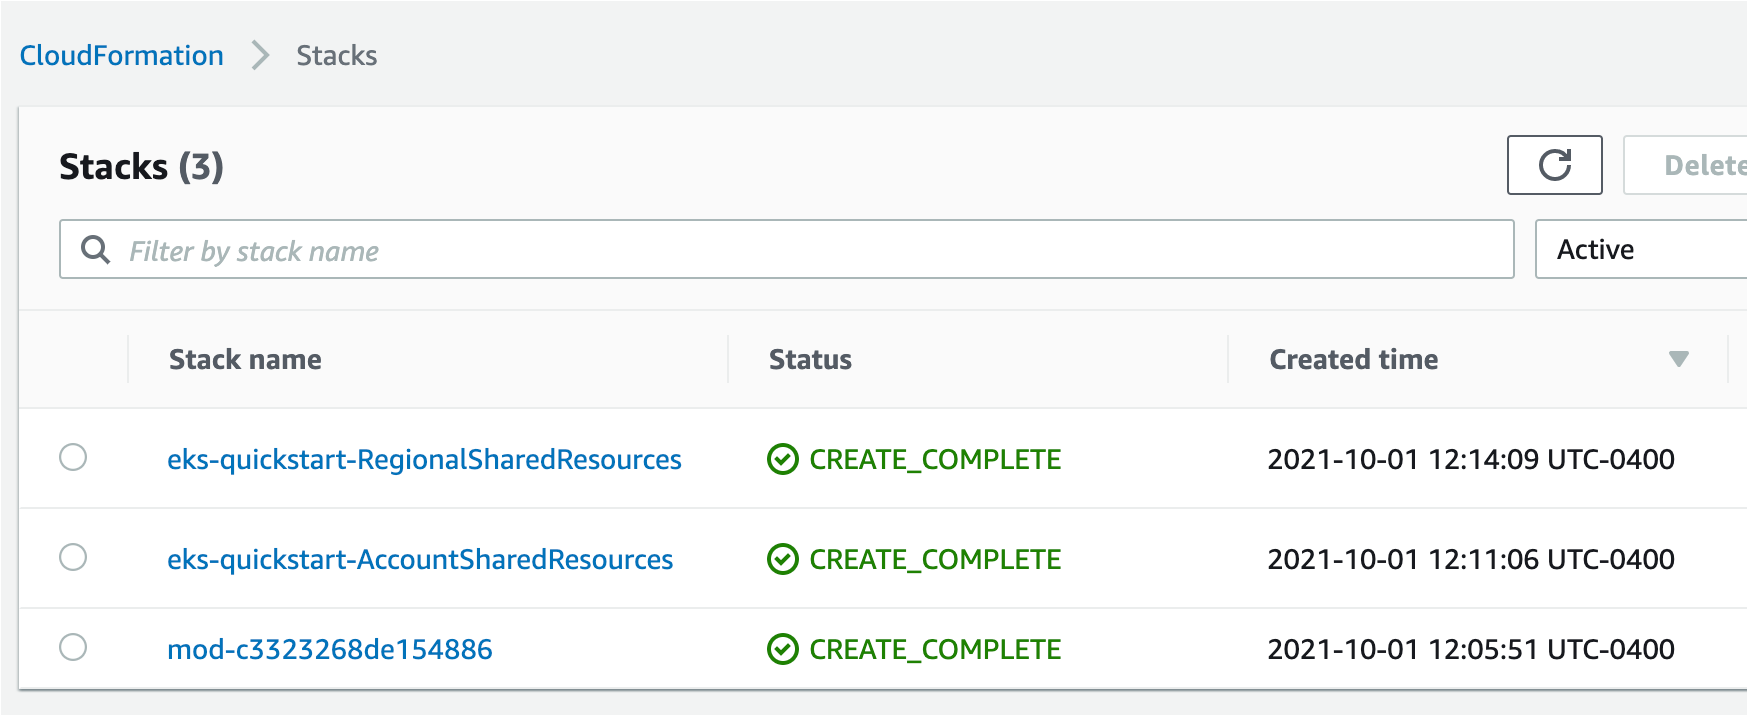 CloudFormation > Stacks
Stacks (3)
Delete
Filter by stack name
Active
Stack name Status Created time
eks-quickstart-RegionalSharedResources CREATE_COMPLETE 2021-10-01 12:14:09 UTC-0400
eks-quickstart-AccountSharedResources CREATE_COMPLETE 2021-10-01 12:11:06 UTC-0400
mod-c3323268de154886 CREATE_COMPLETE 2021-10-01 12:05:51 UTC-0400